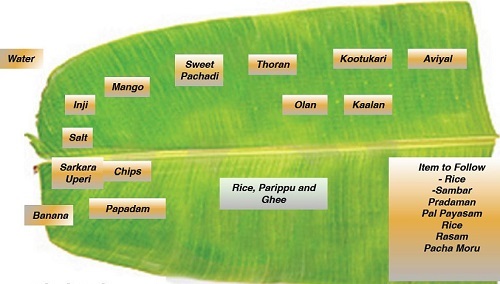 Water
Sweet
Pachadi
Thoran
Kootukari
Aviyal
Mango
Inji
Olan
Kaalan
Salt
Sarkara
Uperi
Chips
Banana
Papadam
Rice, Parippu and
Ghee
Item to Follow
- Rice
-Sambar
Pradaman
Pal Payasam
Rice
Rasam
Pacha Moru